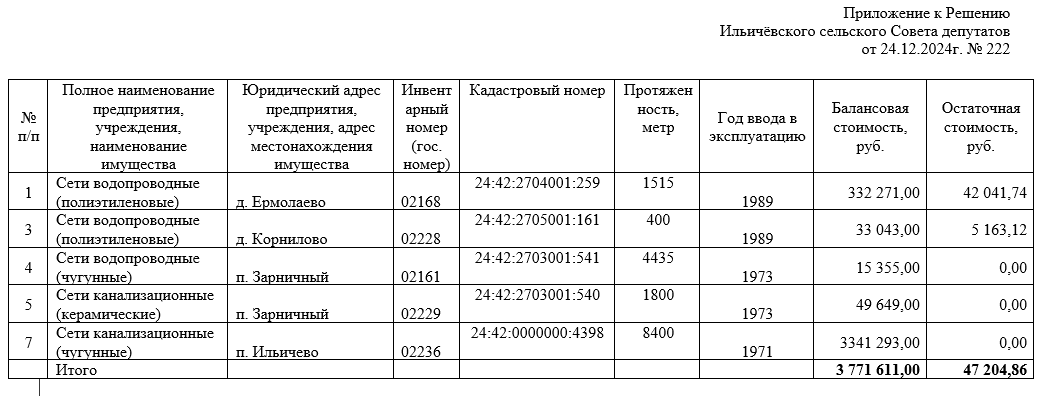 Приложение к Решению
Ильичёвского сельского Совета депутатов
от 24.12.2024г. № 222
№ п/п | Полное наименование предприятия, учреждения, наименование имущества | Юридический адрес предприятия, учреждения, адрес местонахождения имущества | Инвент арный номер (гос. номер) | Кадастровый номер | Протяжен ность, метр | Год ввода в эксплуатацию | Балансовая стоимость, руб. | Остаточная стоимость, руб.
1 | Сети водопроводные (полиэтиленовые) | д. Ермолаево | 02168 | 24:42:2704001:259 | 1515 | 1989 | 332 271,00 | 42 041,74
3 | Сети водопроводные (полиэтиленовые) | д. Корнилово | 02228 | 24:42:2705001:161 | 400 | 1989 | 33 043,00 | 5 163,12
4 | Сети водопроводные (чугунные) | п. Зарничный | 02161 | 24:42:2703001:541 | 4435 | 1973 | 15 355,00 | 0,00
5 | Сети канализационные (керамические) | п. Зарничный | 02229 | 24:42:2703001:540 | 1800 | 1973 | 49 649,00 | 0,00
7 | Сети канализационные (чугунные) | п. Ильичево | 02236 | 24:42:0000000:4398 | 8400 | 1971 | 3341 293,00 | 0,00
Итого | 3 771 611,00 | 47 204,86